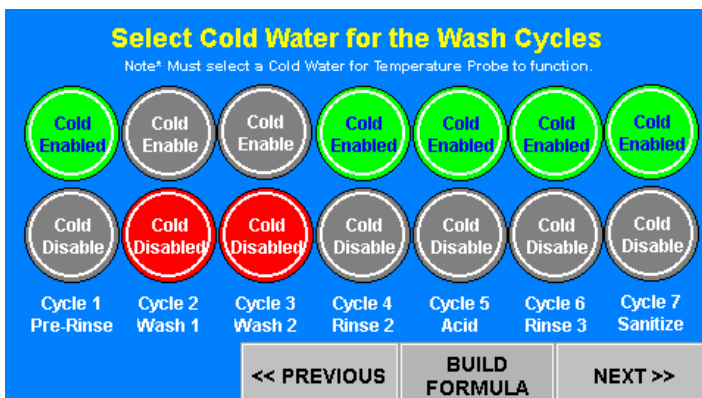 Select Cold Water for the Wash Cycles
Note* Must select a Cold Water for Temperature Probe to function.
Cold Enabled
Cold Enable
Cold Enable
Cold Enabled
Cold Enabled
Cold Enabled
Cold Enabled
Cold Disable
Cold Disabled
Cold Disabled
Cold Disable
Cold Disable
Cold Disable
Cold Disable
Cycle 1 Pre-Rinse
Cycle 2 Wash 1
Cycle 3 Wash 2
Cycle 4 Rinse 2
Cycle 5 Acid
Cycle 6 Rinse 3
Cycle 7 Sanitize
<< PREVIOUS
BUILD FORMULA
NEXT >>